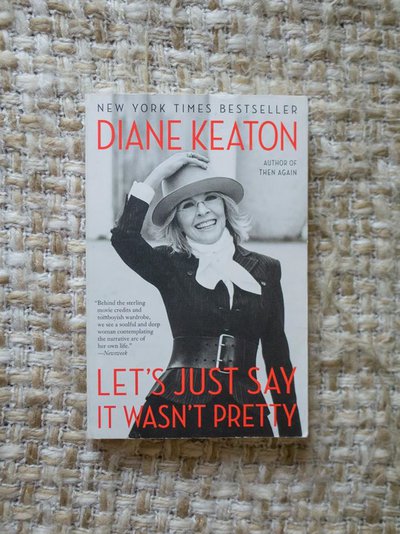 NEW YORK TIMES BESTSELLER
DIANE KEATON
AUTHOR OF
THEN AGAIN
"Behind the sterling
movie credits and
tomboyish wardrobe,
we see a soulful and deep
woman contemplating
the narrative arc of
her own life."
—Newsweek
LET'S JUST SAY
IT WASN'T PRETTY